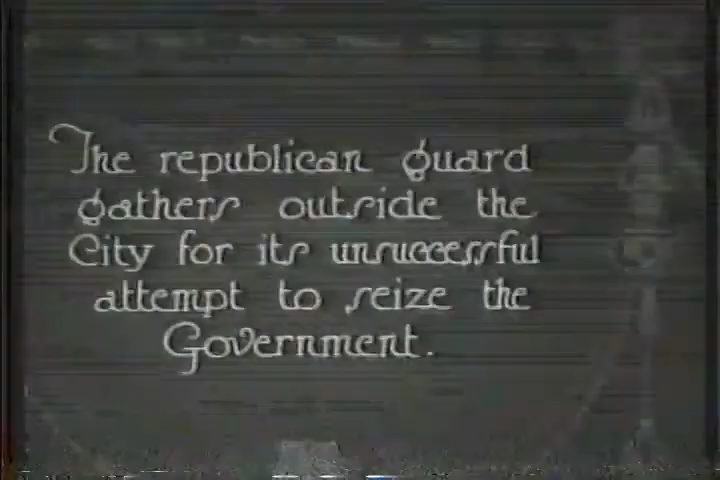 The republican guard
gathers outside the
City for its unsuccessful
attempt to seize the
Government.